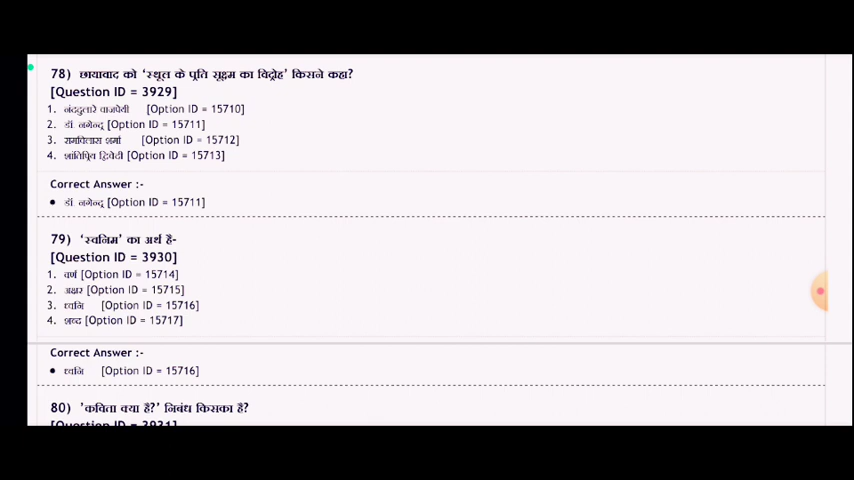 78) छायावाद को ‘स्थूल के प्रति सूक्ष्म का विद्रोह’ किसने कहा?
[Question ID = 3929]
1. नंददुलारे वाजपेयी [Option ID = 15710]
2. डॉ. नगेन्द्र [Option ID = 15711]
3. रामविलास शर्मा [Option ID = 15712]
4. शांतिप्रिय द्विवेदी [Option ID = 15713]
Correct Answer :-
• डॉ. नगेन्द्र [Option ID = 15711]
79) ‘स्वनिम’ का अर्थ है-
[Question ID = 3930]
1. वर्ण [Option ID = 15714]
2. अक्षर [Option ID = 15715]
3. ध्वनि [Option ID = 15716]
4. शब्द [Option ID = 15717]
Correct Answer :-
• ध्वनि [Option ID = 15716]
80) ’कविता क्या है?’ निबंध किसका है?
[Question ID = 3931]